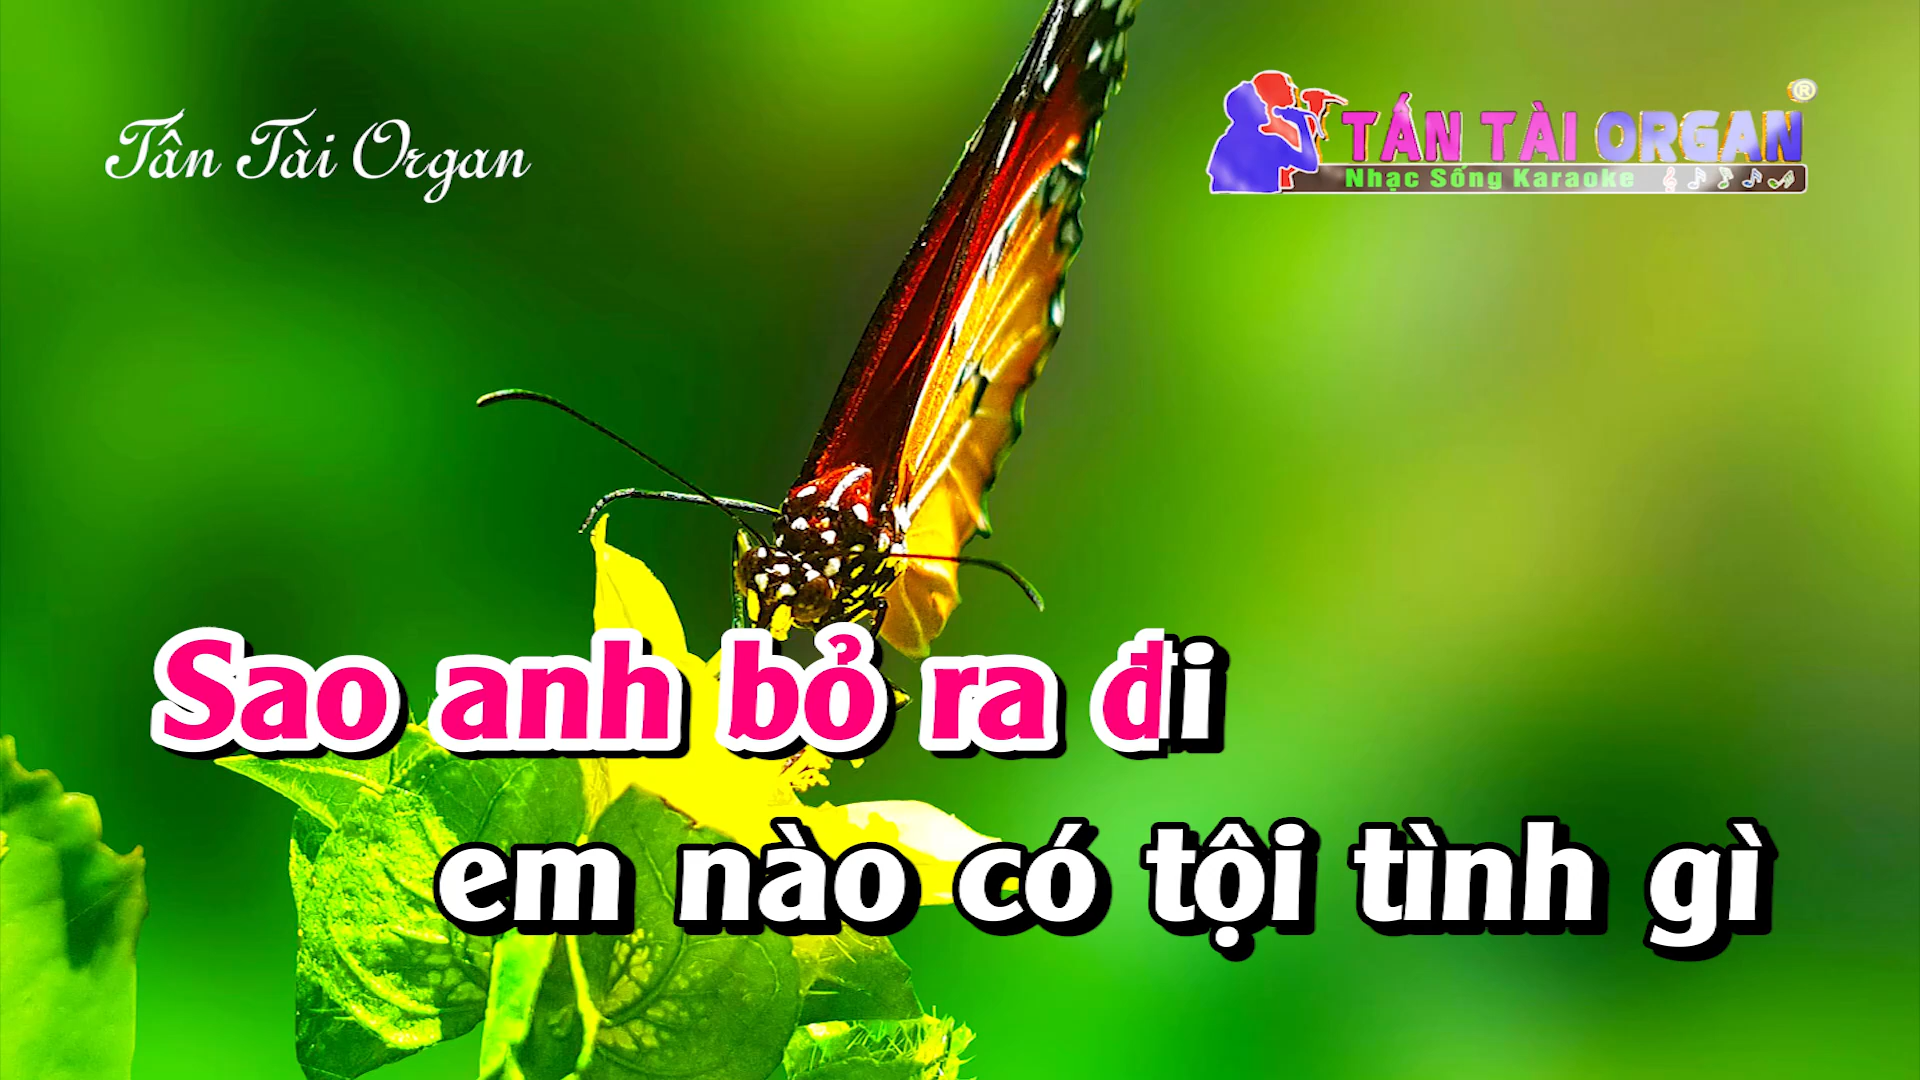 Tấn Tài Organ
TẤN TÀI ORGAN ®
Nhạc Sống Karaoke
Sao anh bỏ ra đi
em nào có tội tình gì